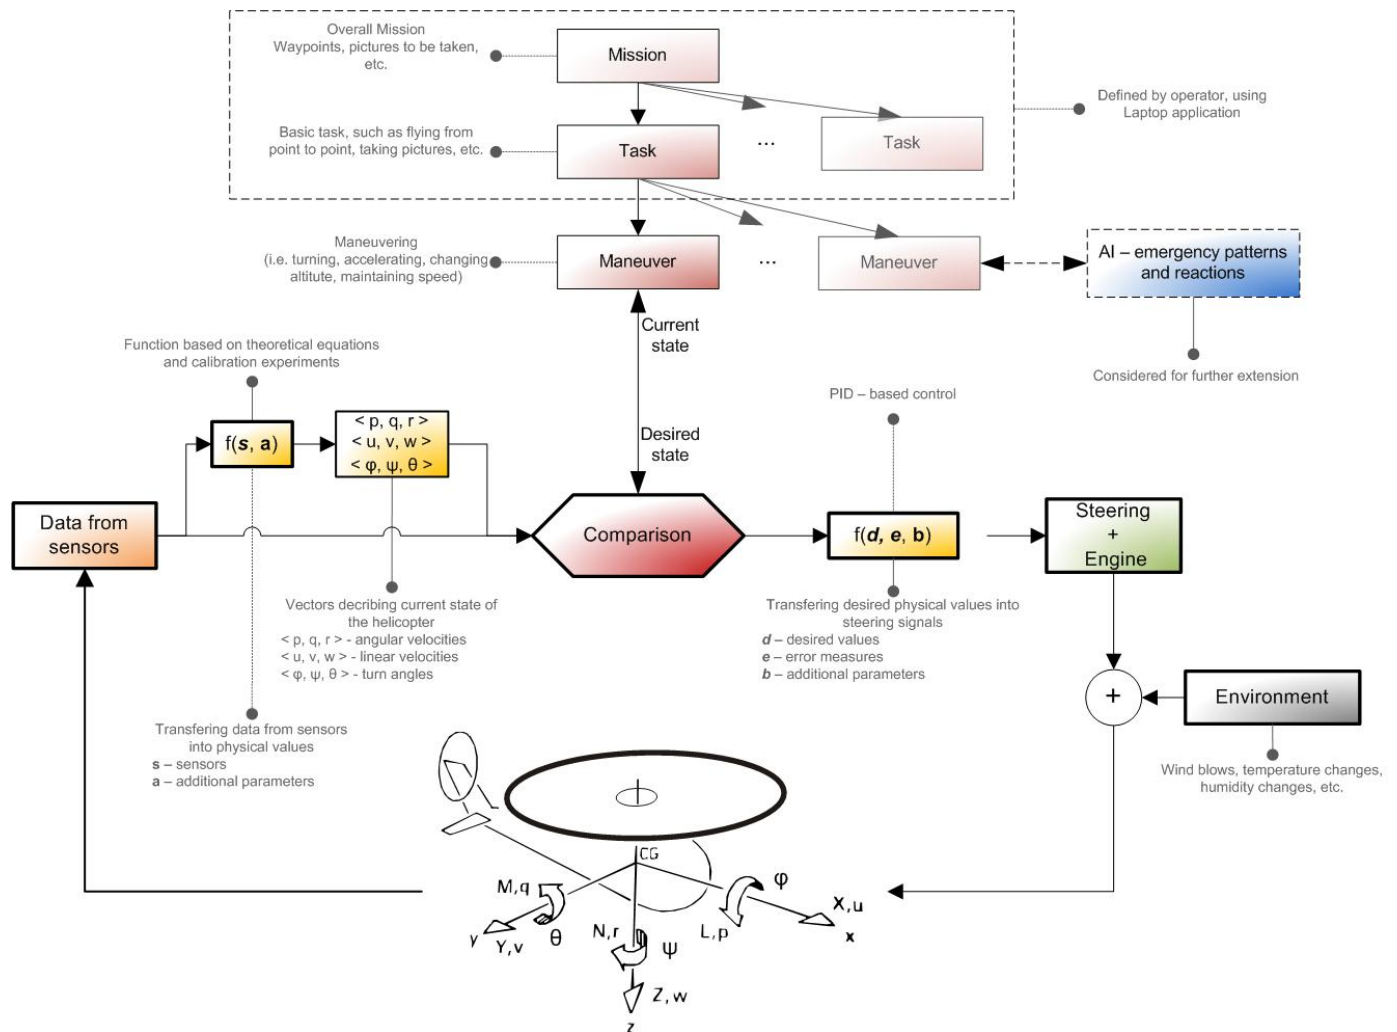 Overall Mission
Waypoints, pictures to be taken,
etc.
Mission
Defined by operator, using
Laptop application
Basic task, such as flying from
point to point, taking pictures, etc.
Task
...
Task
Maneuvering
(i.e. turning, accelerating, changing
altitute, maintaining speed)
Maneuver
...
Maneuver
AI – emergency patterns
and reactions
Considered for further extension
Current
state
Desired
state
Function based on theoretical equations
and calibration experiments
f(s, a)
< p, q, r >
< u, v, w >
< φ, ψ, θ >
PID – based control
Data from
sensors
Comparison
f(d, e, b)
Steering
+
Engine
Vectors decribing current state of
the helicopter
< p, q, r > - angular velocities
< u, v, w > - linear velocities
< φ, ψ, θ > - turn angles
Transfering desired physical values into
steering signals
d – desired values
e – error measures
b – additional parameters
+
Environment
Wind blows, temperature changes,
humidity changes, etc.
Transfering data from sensors
into physical values
s – sensors
a – additional parameters
CG
M,q
φ
X,u
x
y
Y,v
θ
N,r
ψ
L,p
Z,w
z